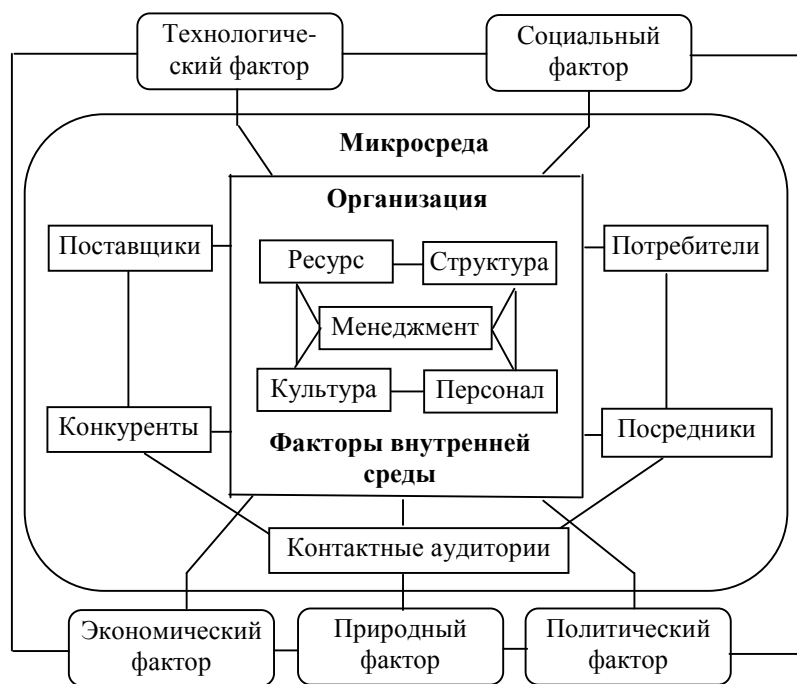 Технологиче-
ский фактор
Социальный
фактор
Микросреда
Организация
Поставщики
Потребители
Ресурс
Структура
Менеджмент
Культура
Персонал
Конкуренты
Посредники
Факторы внутренней
среды
Контактные аудитории
Экономический
фактор
Природный
фактор
Политический
фактор